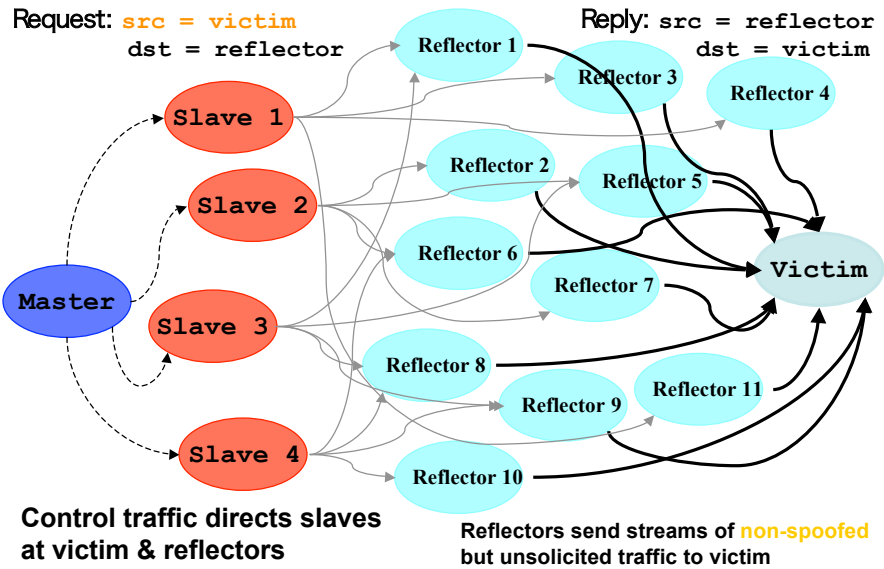 Request: src = victim
dst = reflector
Reply: src = reflector
dst = victim
Reflector 1
Reflector 3
Reflector 4
Slave 1
Reflector 2
Reflector 5
Slave 2
Reflector 6
Victim
Reflector 7
Master
Slave 3
Reflector 8
Reflector 11
Reflector 9
Slave 4
Reflector 10
Control traffic directs slaves
at victim & reflectors
Reflectors send streams of non-spoofed
but unsolicited traffic to victim